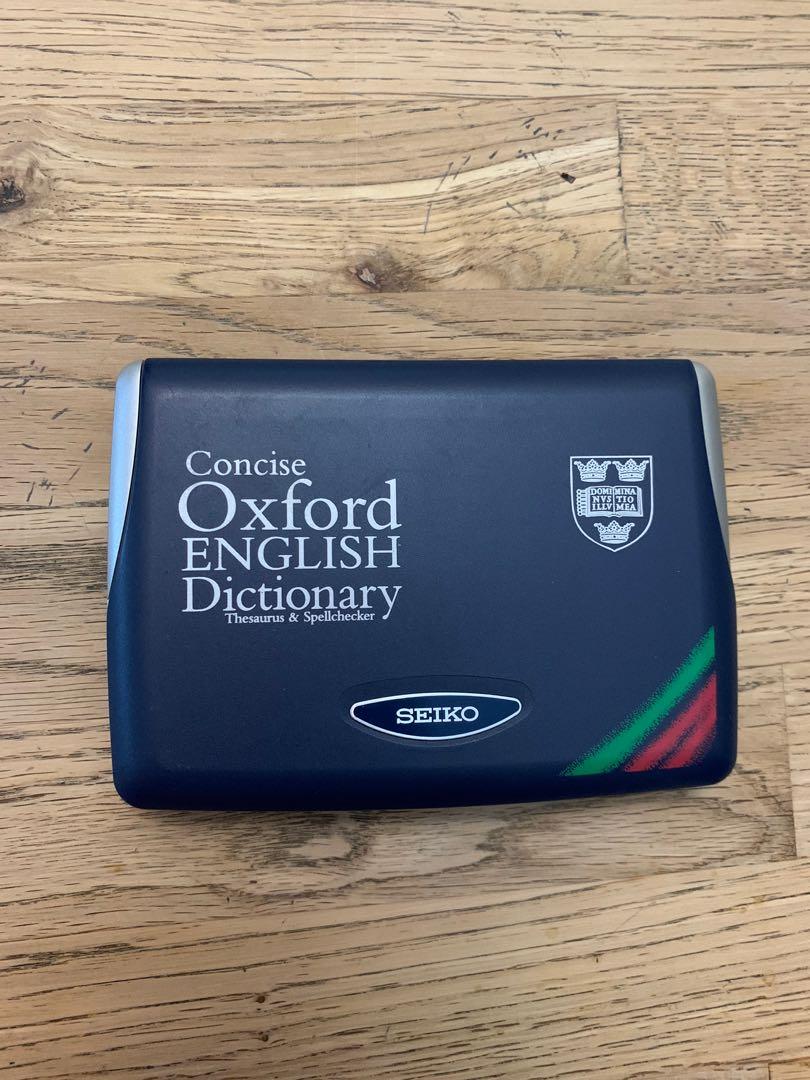 Concise
Oxford
ENGLISH
Dictionary
Thesaurus & Spellchecker
DOMI MINA
NVS TIO
ILLV MEA
SEIKO